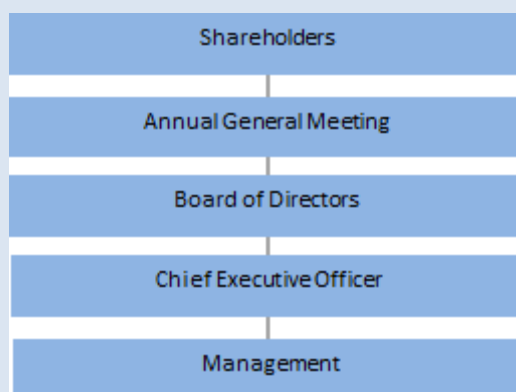 Shareholders
Annual General Meeting
Board of Directors
Chief Executive Officer
Management